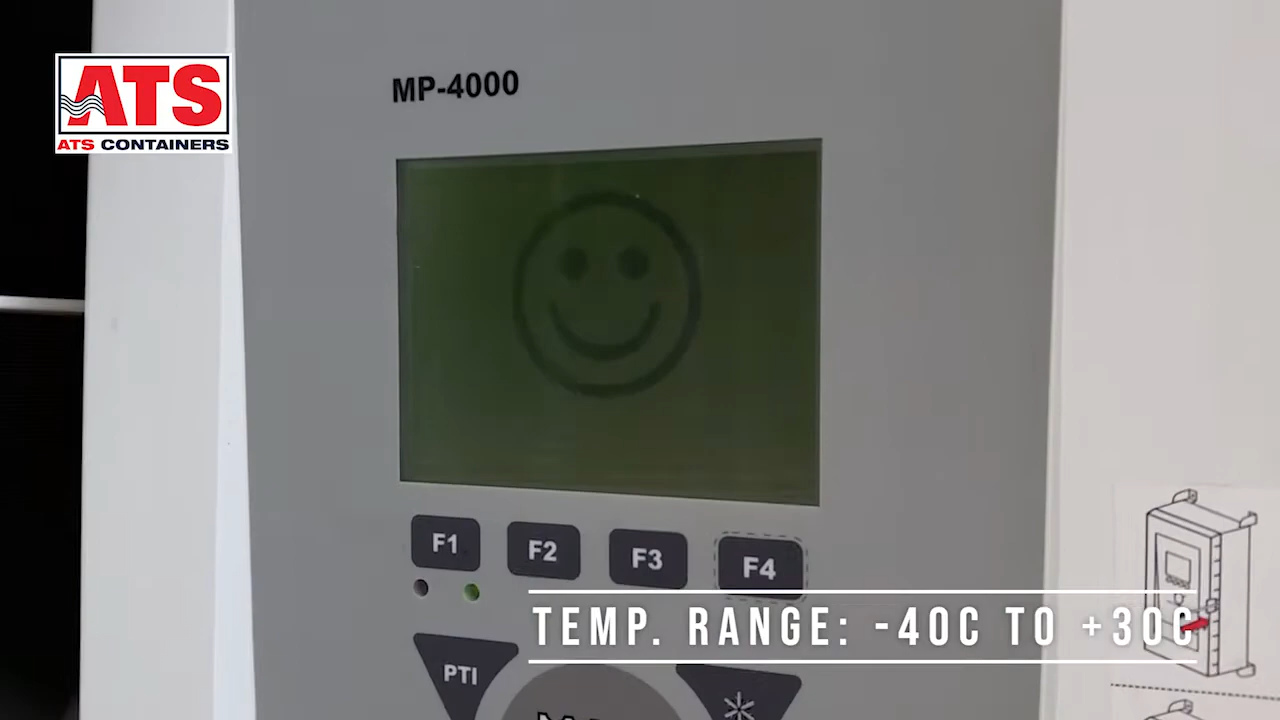 ATS
ATS CONTAINERS
MP-4000
F1 F2 F3 F4
TEMP. RANGE: -40C TO +30C
PTI